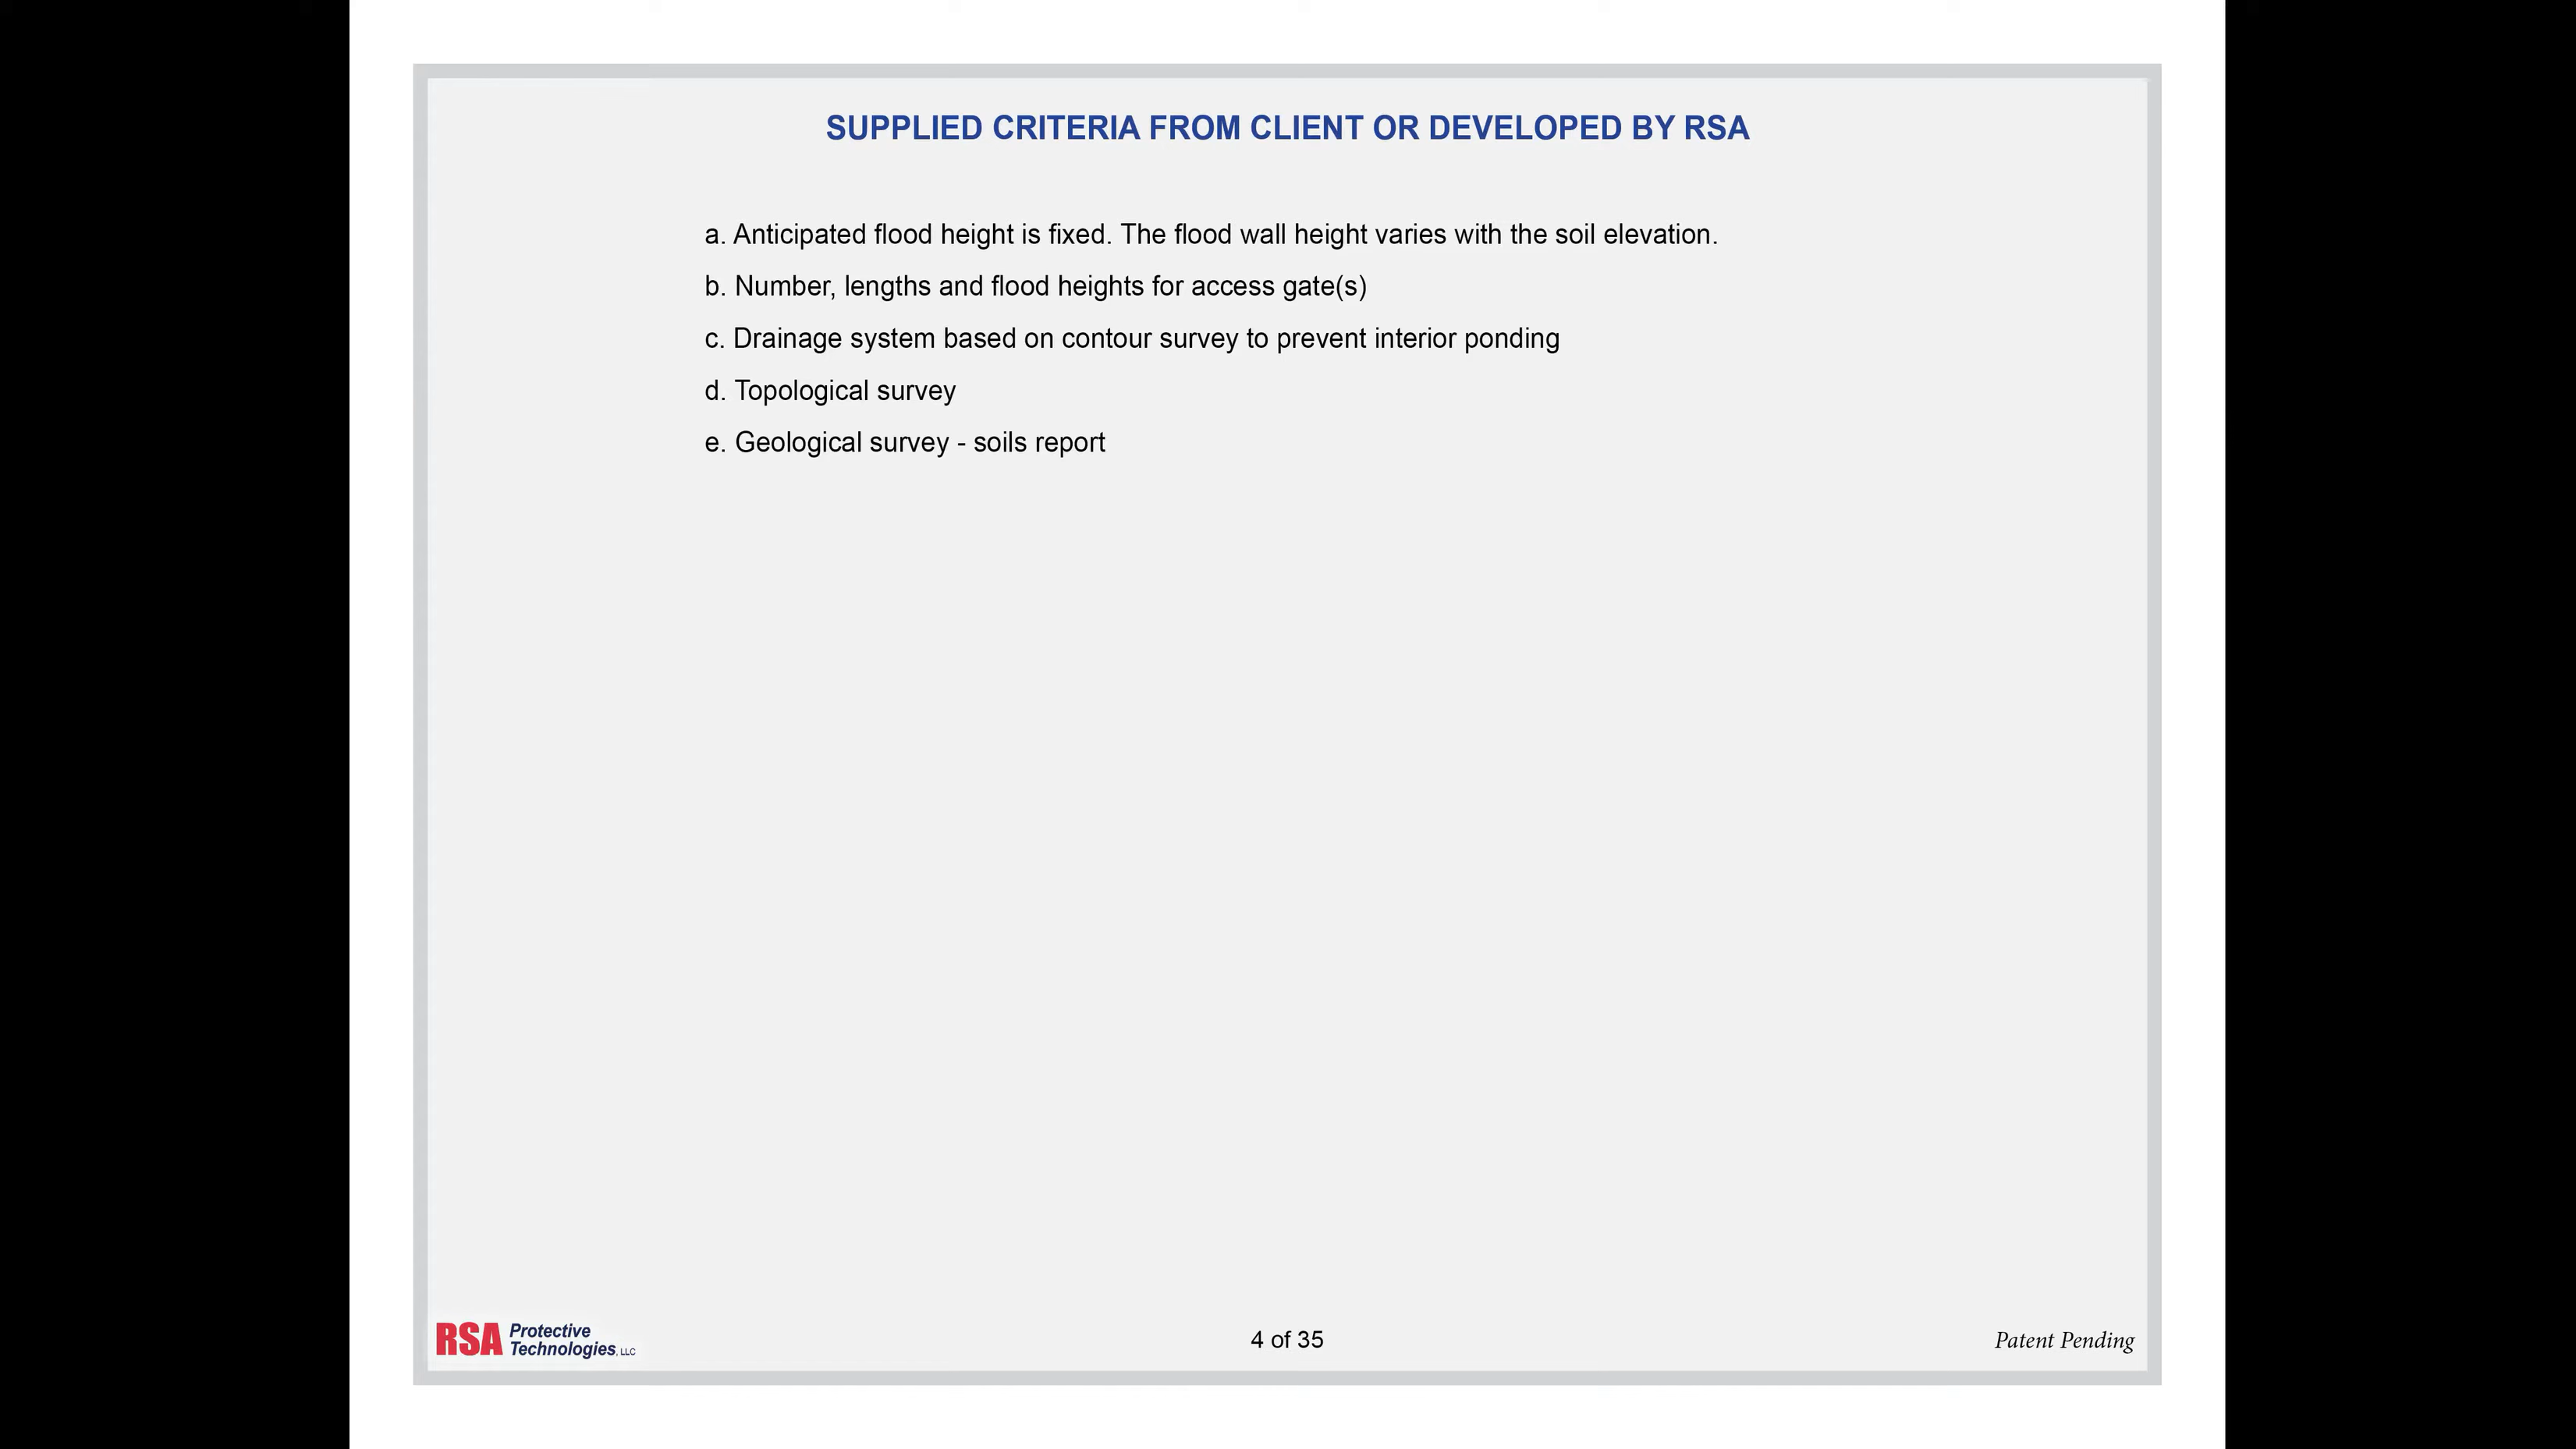 SUPPLIED CRITERIA FROM CLIENT OR DEVELOPED BY RSA
a. Anticipated flood height is fixed. The flood wall height varies with the soil elevation.
b. Number, lengths and flood heights for access gate(s)
c. Drainage system based on contour survey to prevent interior ponding
d. Topological survey
e. Geological survey - soils report
RSA Protective
Technologies, LLC
4 of 35
Patent Pending